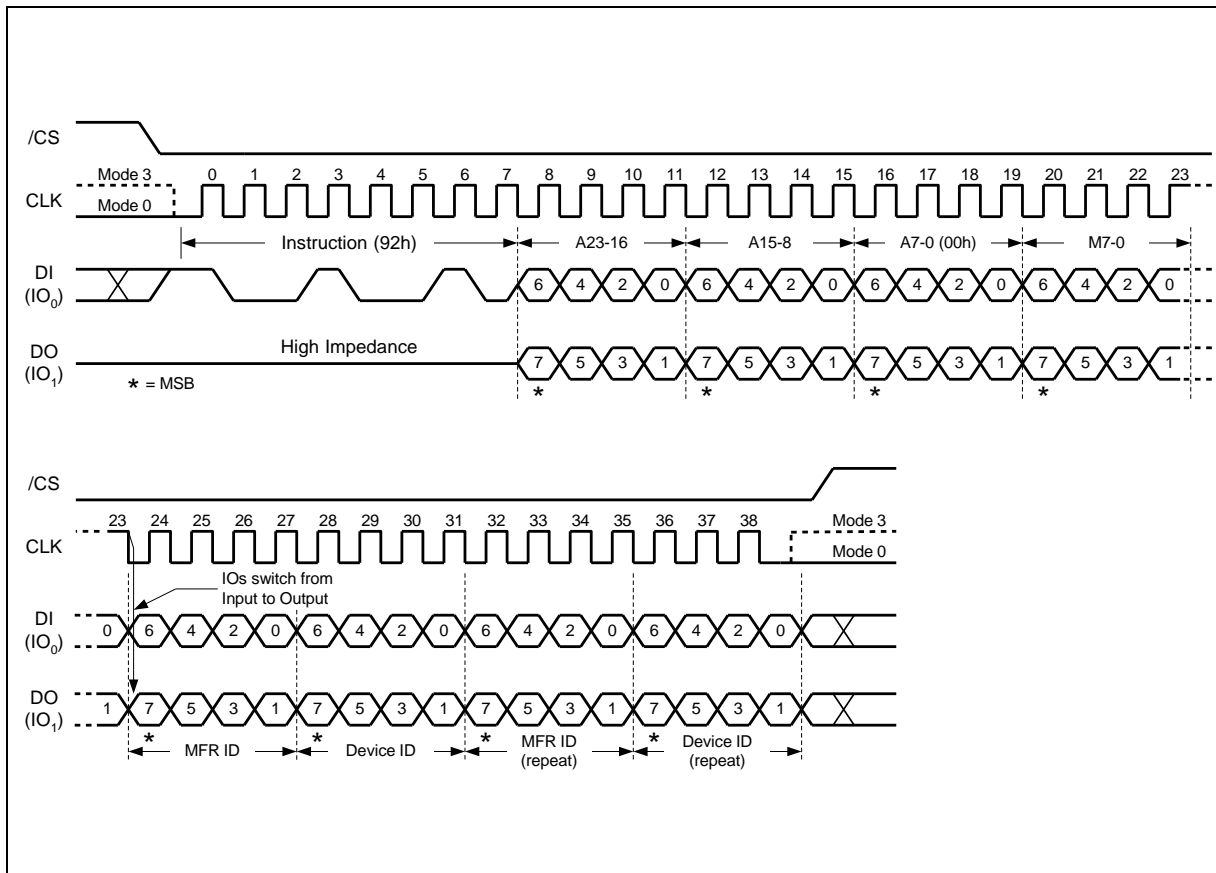 /CS
Mode 3
0 1 2 3 4 5 6 7 8 9 10 11 12 13 14 15 16 17 18 19 20 21 22 23
CLK
Mode 0
Instruction (92h) A23-16 A15-8 A7-0 (00h) M7-0
DI
(IO0)
6 4 2 0 6 4 2 0 6 4 2 0 6 4 2 0
High Impedance
DO
(IO1)
7 5 3 1 7 5 3 1 7 5 3 1 7 5 3 1
* = MSB
* * * *
/CS
23 24 25 26 27 28 29 30 31 32 33 34 35 36 37 38
Mode 3
CLK
Mode 0
IOs switch from
Input to Output
DI
(IO0)
0 6 4 2 0 6 4 2 0 6 4 2 0 6 4 2 0
DO
(IO1)
1 7 5 3 1 7 5 3 1 7 5 3 1 7 5 3 1
* * * *
MFR ID Device ID MFR ID
(repeat)
Device ID
(repeat)